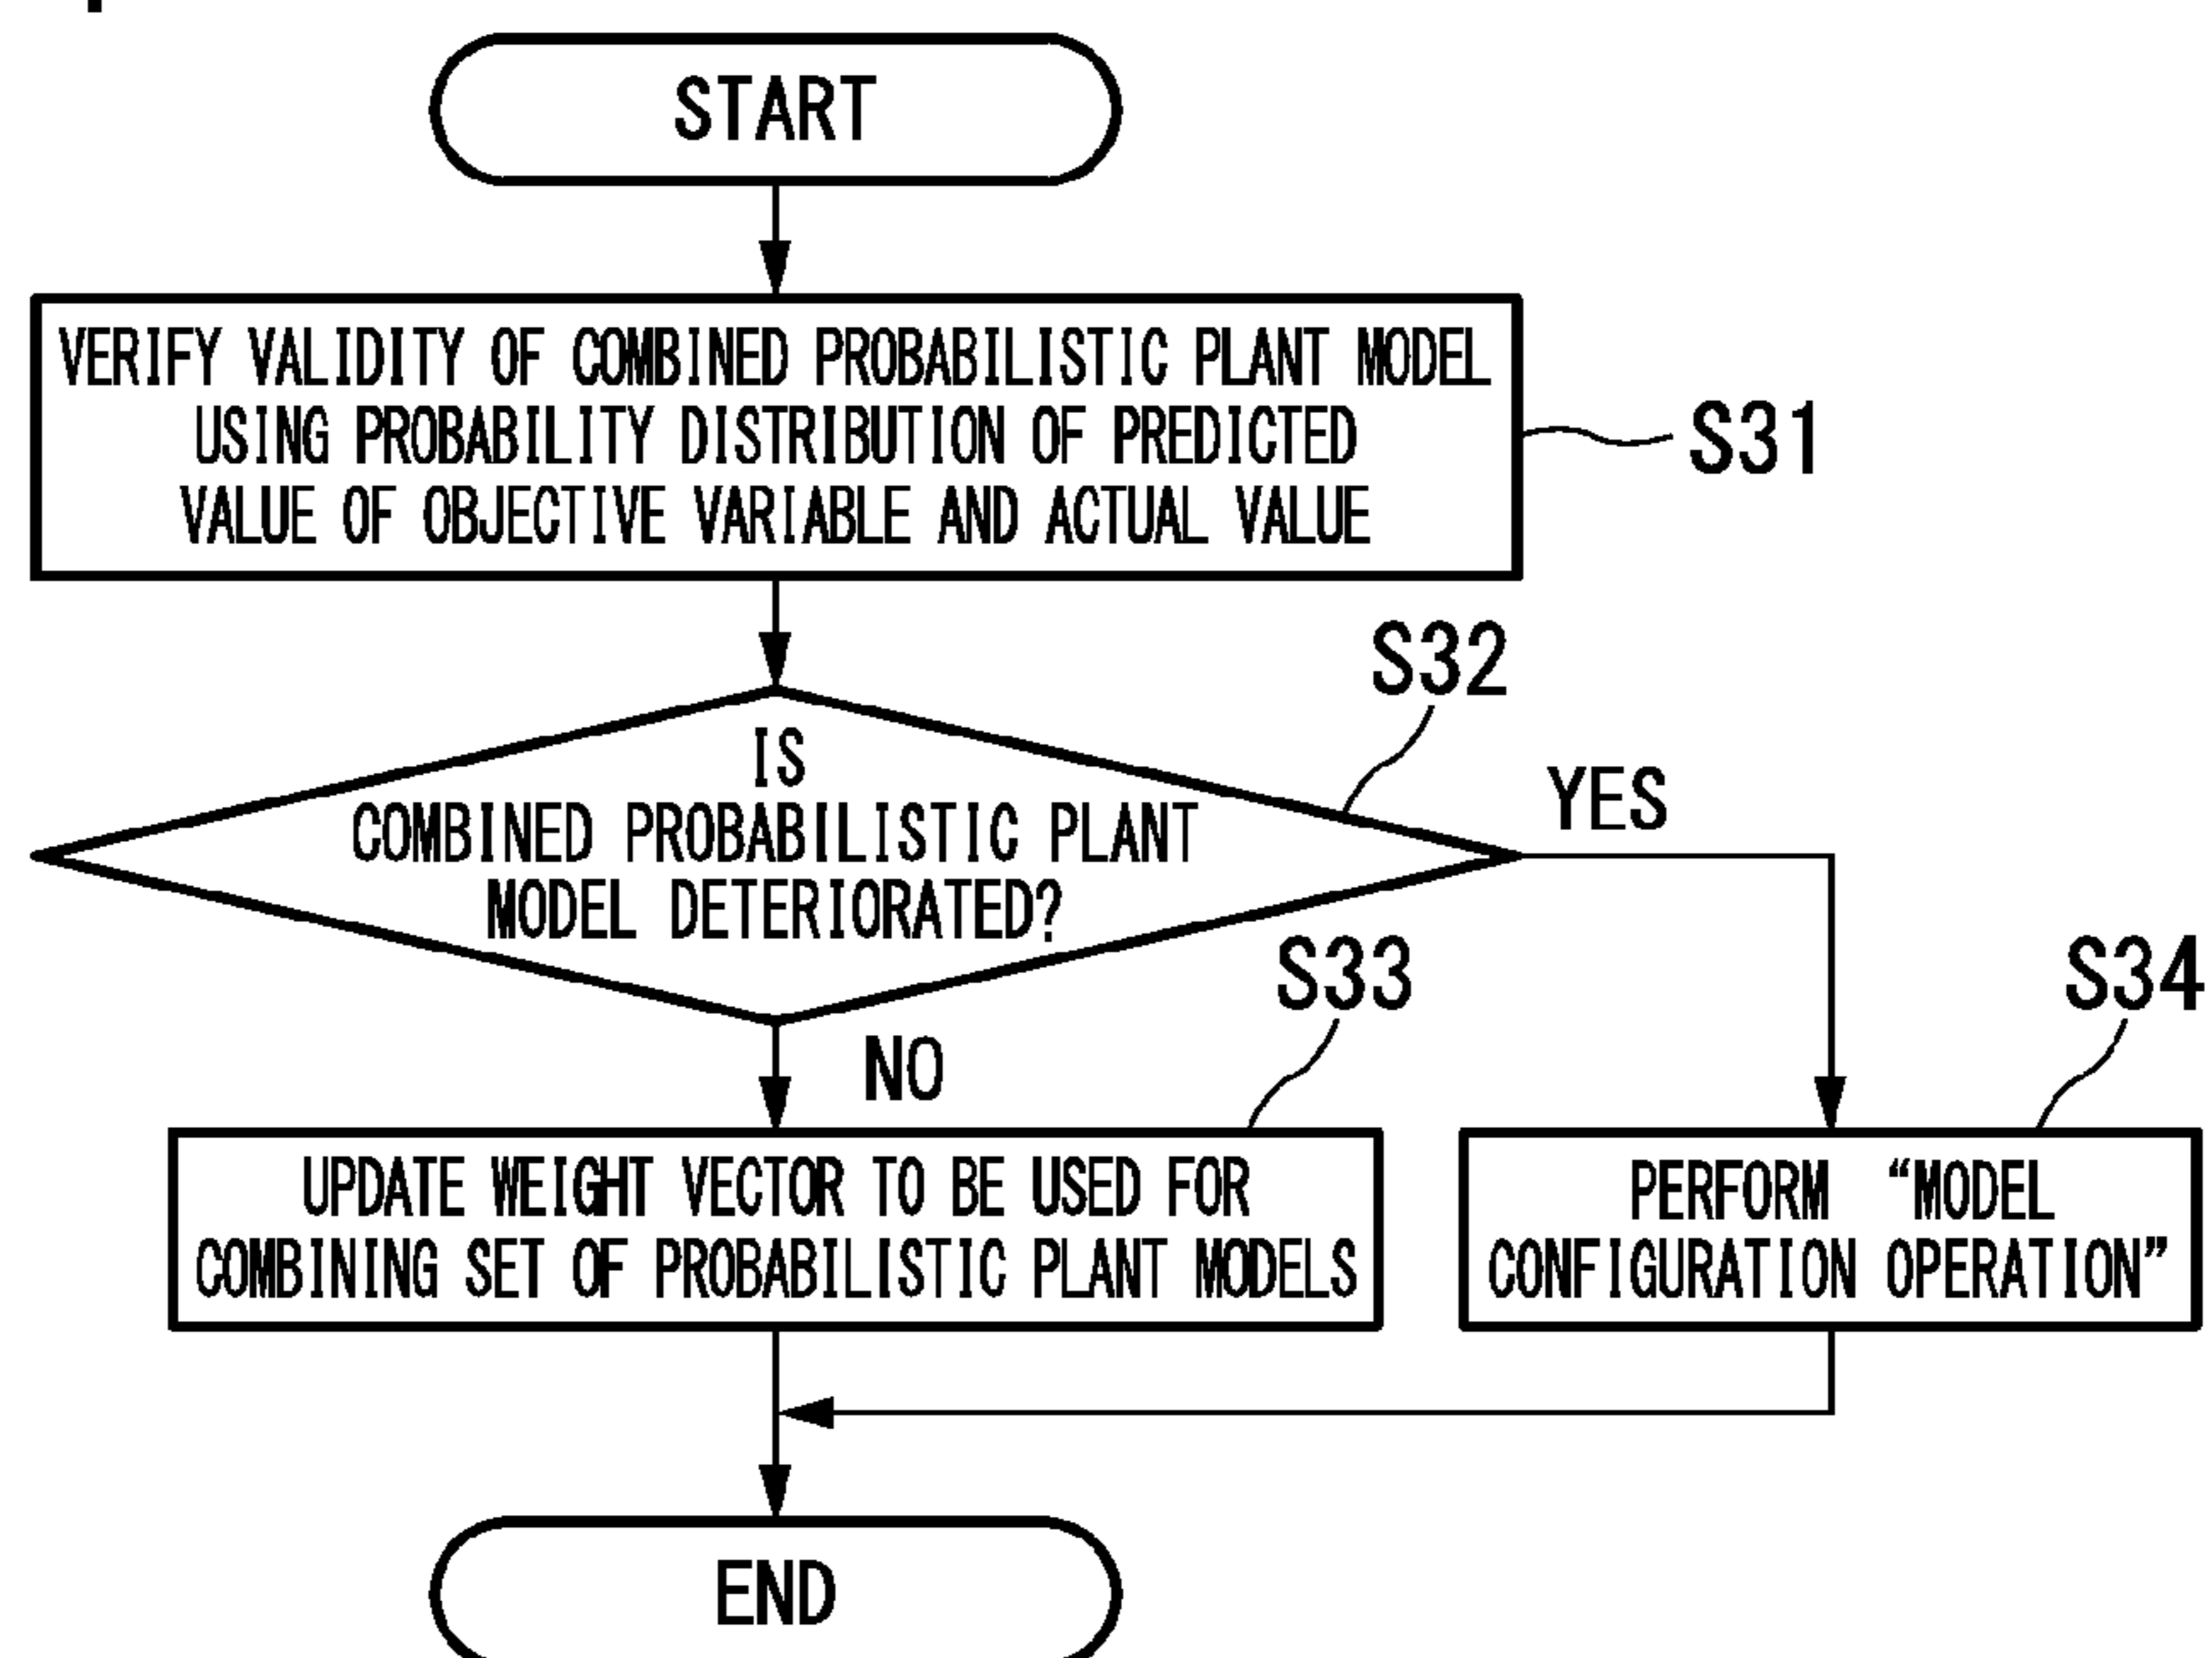 START
VERIFY VALIDITY OF COMBINED PROBABILISTIC PLANT MODEL
USING PROBABILITY DISTRIBUTION OF PREDICTED
VALUE OF OBJECTIVE VARIABLE AND ACTUAL VALUE
S31
S32
IS
COMBINED PROBABILISTIC PLANT
MODEL DETERIORATED?
YES
NO
S33
S34
UPDATE WEIGHT VECTOR TO BE USED FOR
COMBINING SET OF PROBABILISTIC PLANT MODELS
PERFORM “MODEL
CONFIGURATION OPERATION”
END